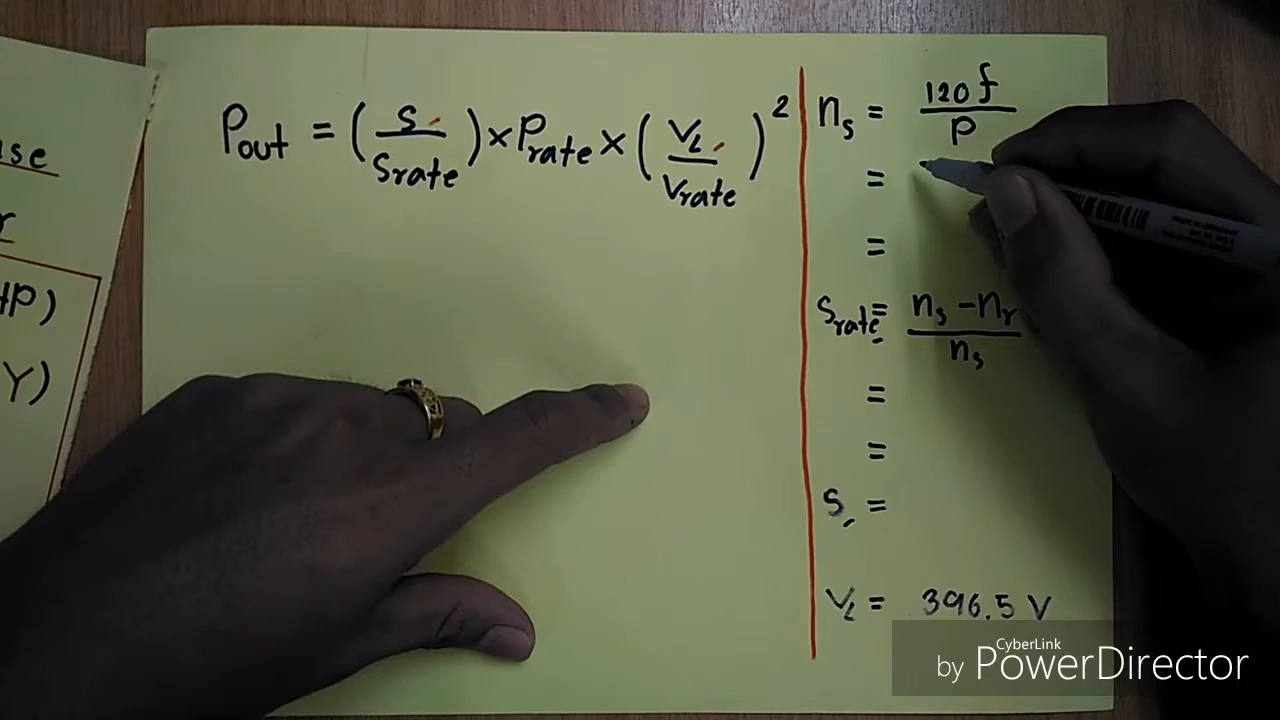 use
r
HP)
Y)
Pout = (S / Srate) × Prate × (VL / Vrate)²
ns = 120f / P
=
=
Srate = ns - nr / ns
=
=
S =
VL = 396.5 V
CyberLink
by PowerDirector